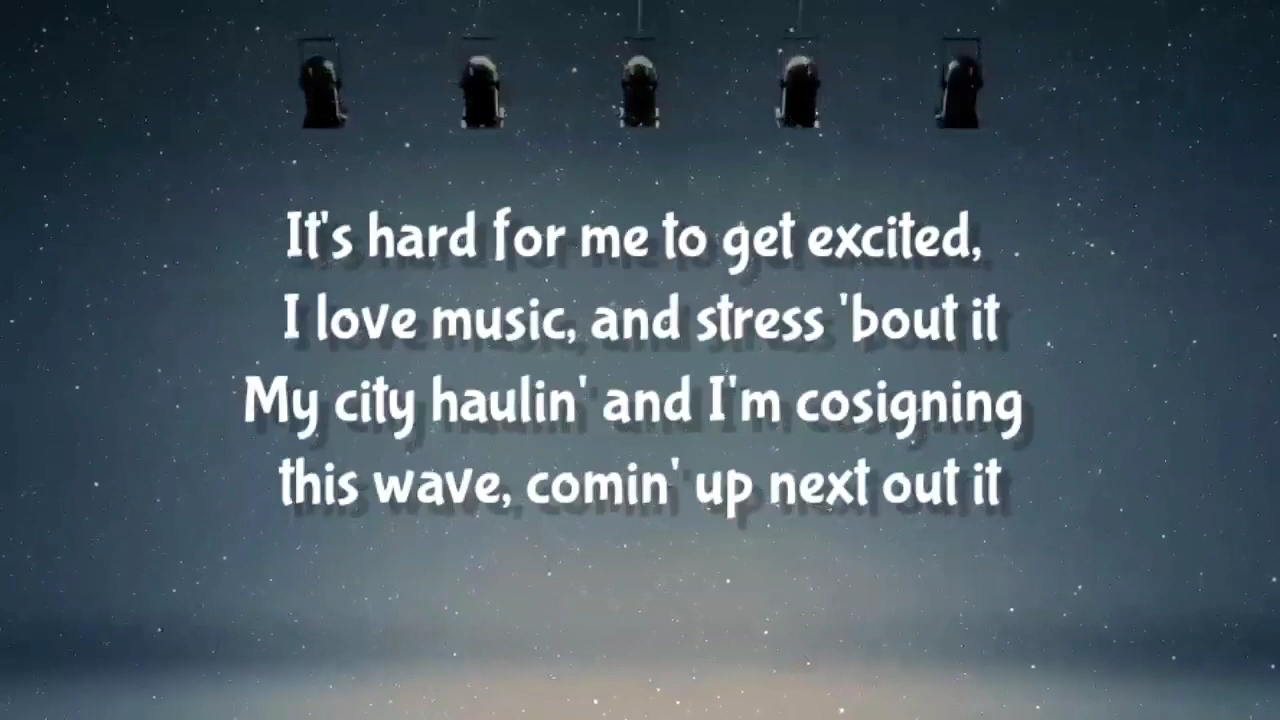 It's hard for me to get excited,
I love music, and stress 'bout it
My city haulin' and I'm cosigning
this wave, comin' up next out it